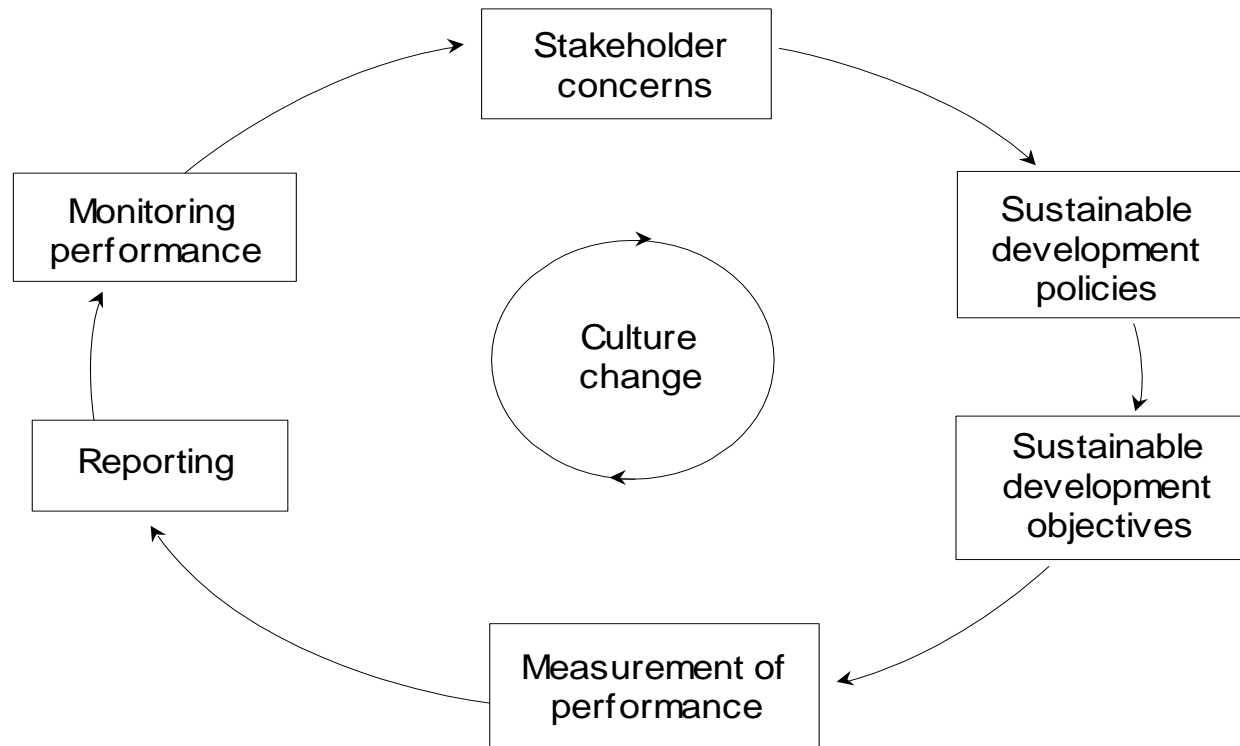 Stakeholder
concerns
Sustainable
development
policies
Sustainable
development
objectives
Measurement of
performance
Reporting
Monitoring
performance
Culture
change